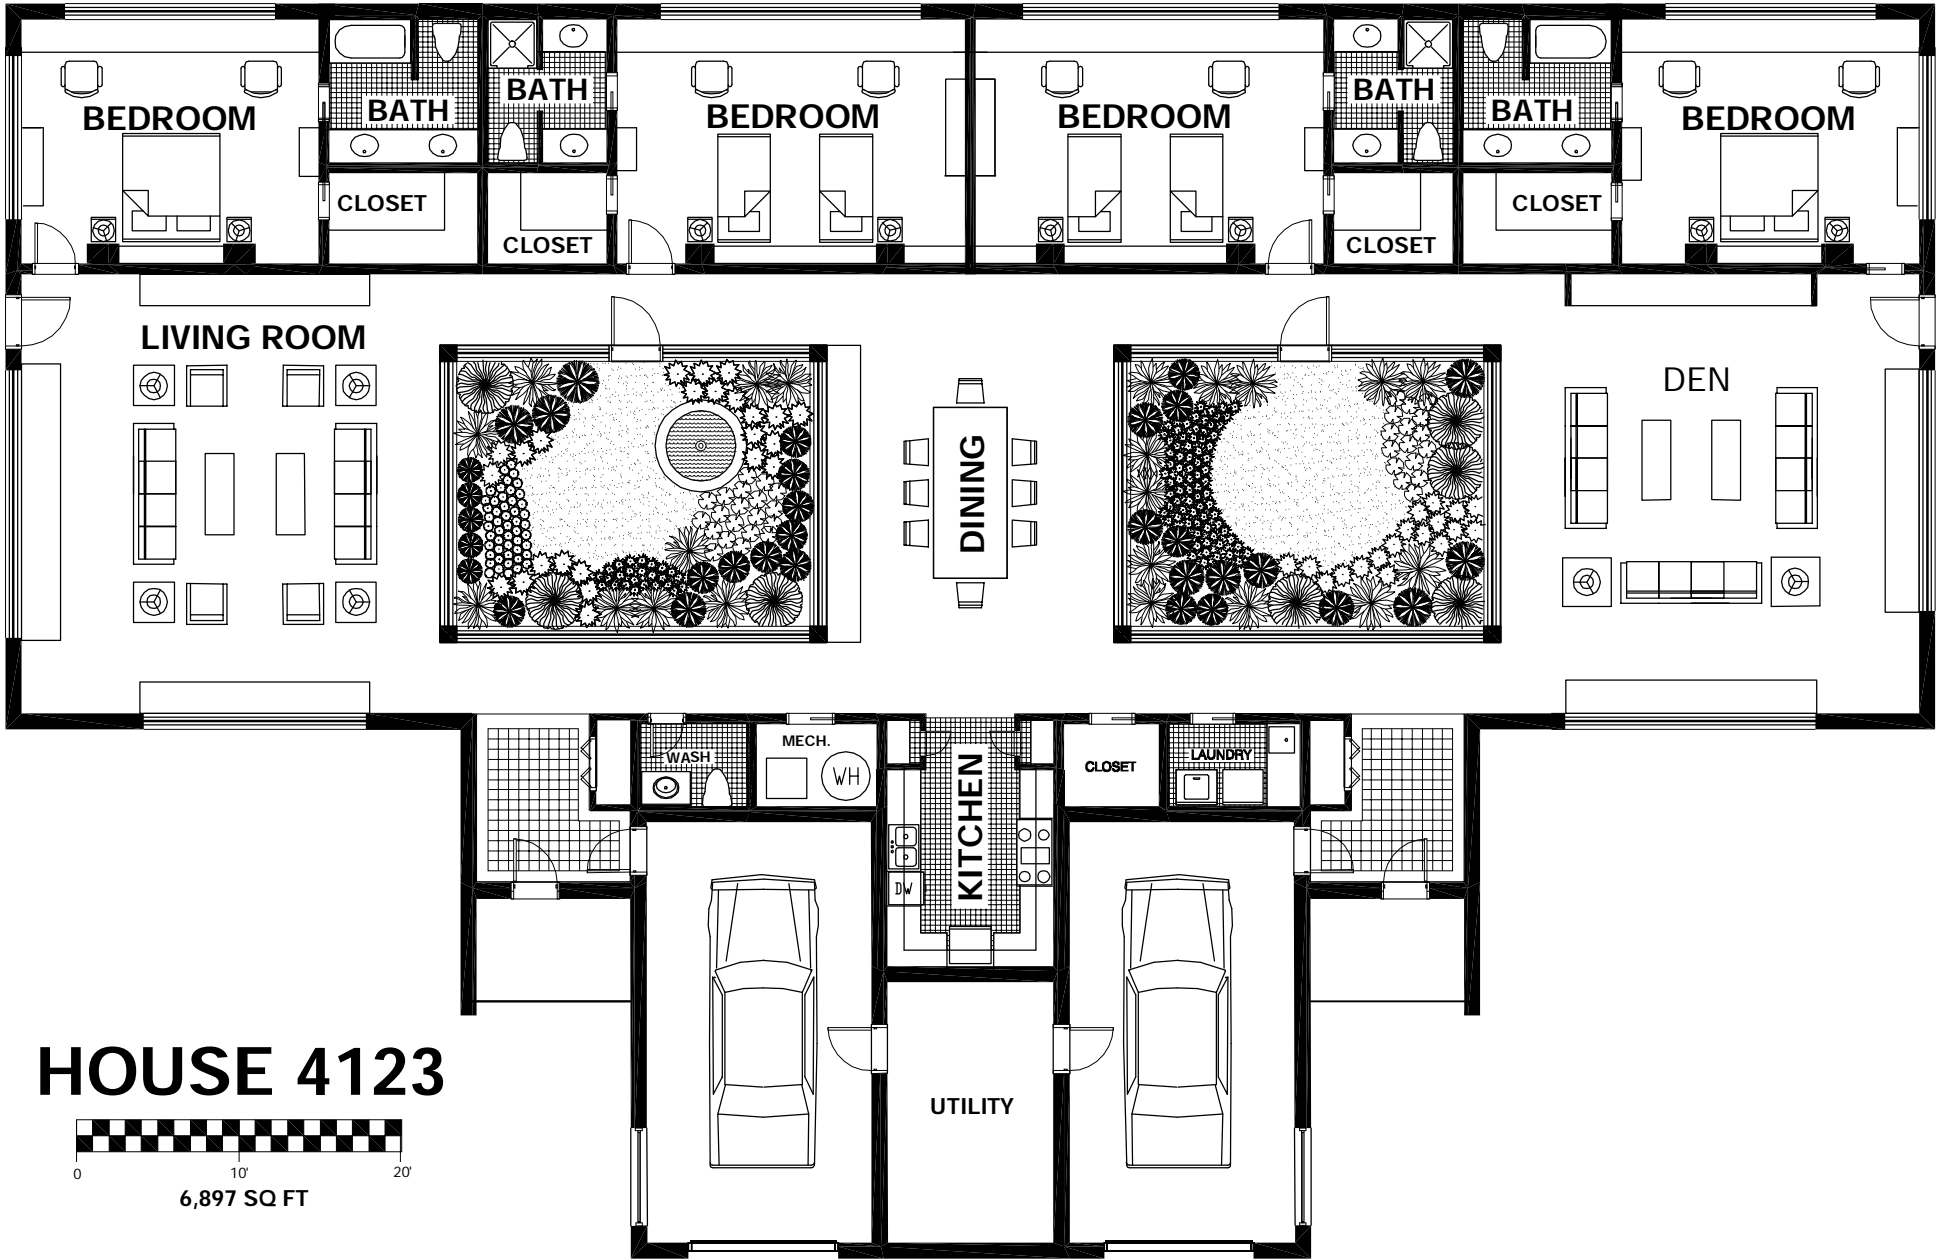 BEDROOM
BATH
BATH
BEDROOM
BEDROOM
BATH
BATH
BEDROOM
CLOSET
CLOSET
CLOSET
CLOSET
LIVING ROOM
DEN
DINING
WASH
MECH.
WH
KITCHEN
DW
CLOSET
LAUNDRY
UTILITY
HOUSE 4123
0 10' 20'
6,897 SQ FT